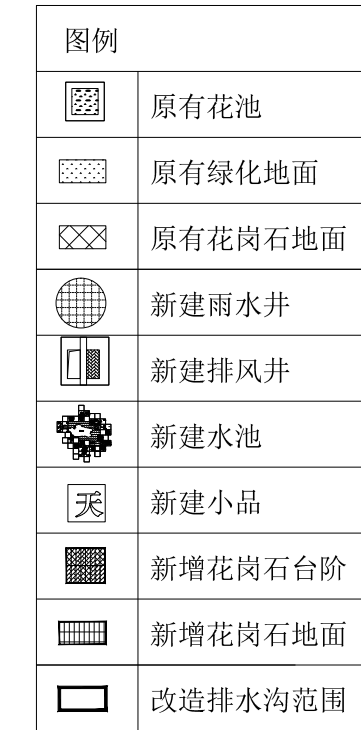 图例
原有花池
原有绿化地面
原有花岗石地面
新建雨水井
新建排风井
新建水池
天
新建小品
新增花岗石台阶
新增花岗石地面
改造排水沟范围